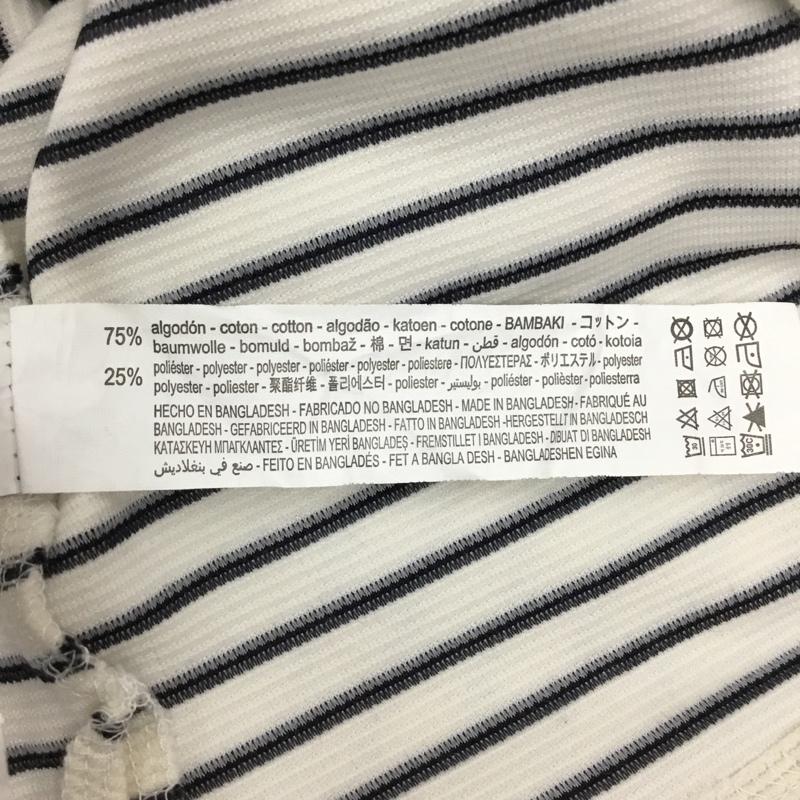 75% algodón - coton - cotton - algodão - katoen - cotone - BAMBAKI - コットン -
baumwolle - bomuld - bombaž - 棉 - 면 - katun - قطن - algodón - cotó - kotoia
25% poliéster - polyester - polyester - poliéster - polyester - poliestere - ΠΟΛΥΕΣΤΕΡΑΣ - ポリエステル -
polyester - polyester - poliester - 聚酯纤维 - 폴리에스터 - poliester - بوليستير - poliéster - polièster - poliesterra
HECHO EN BANGLADESH - FABRICADO NO BANGLADESH - MADE IN BANGLADESH - FABRIQUÉ AU
BANGLADESH - GEFABRICEERD IN BANGLADESH - FATTO IN BANGLADESH - HERGESTELLT IN BANGLADESCH
ΚΑΤΑΣΚΕΥΗ ΜΠΑΓΚΛΑΝΤΕΣ - ÜRETİM YERİ BANGLADEŞ - FREMSTILLET I BANGLADESH - DIBUAT DI BANGLADESH
صنع في بنغلاديش - FEITO EN BANGLADÉS - FET A BANGLA DESH - BANGLADESHEN EGINA